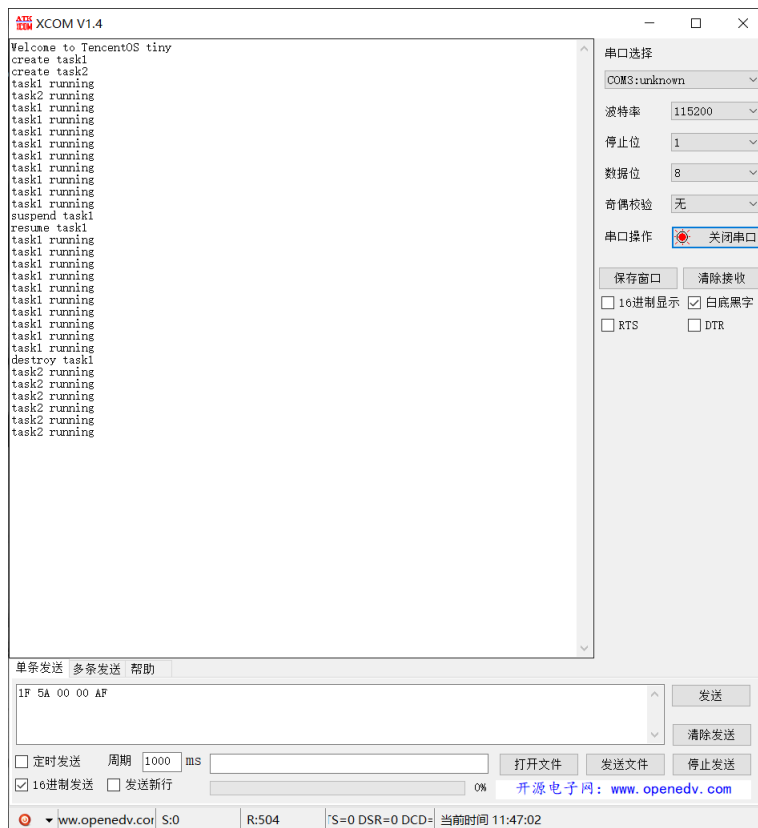 XCOM V1.4
Welcome to TencentOS tiny
create task1
create task2
task1 running
task2 running
task1 running
task1 running
task1 running
task1 running
task1 running
task1 running
task1 running
task1 running
task1 running
suspend task1
resume task1
task1 running
task1 running
task1 running
task1 running
task1 running
task1 running
task1 running
task1 running
task1 running
task1 running
destroy task1
task2 running
task2 running
task2 running
task2 running
task2 running
task2 running
串口选择
COM3:unknown
波特率 115200
停止位 1
数据位 8
奇偶校验 无
串口操作 关闭串口
保存窗口 清除接收
16进制显示 白底黑字
RTS DTR
单条发送 多条发送 帮助
1F 5A 00 00 AF
发送
清除发送
定时发送 周期 1000 ms 打开文件 发送文件 停止发送
16进制发送 发送新行 0% 开源电子网：www.openedv.com
ww.openedv.cor S:0 R:504 TS=0 DSR=0 DCD= 当前时间 11:47:02